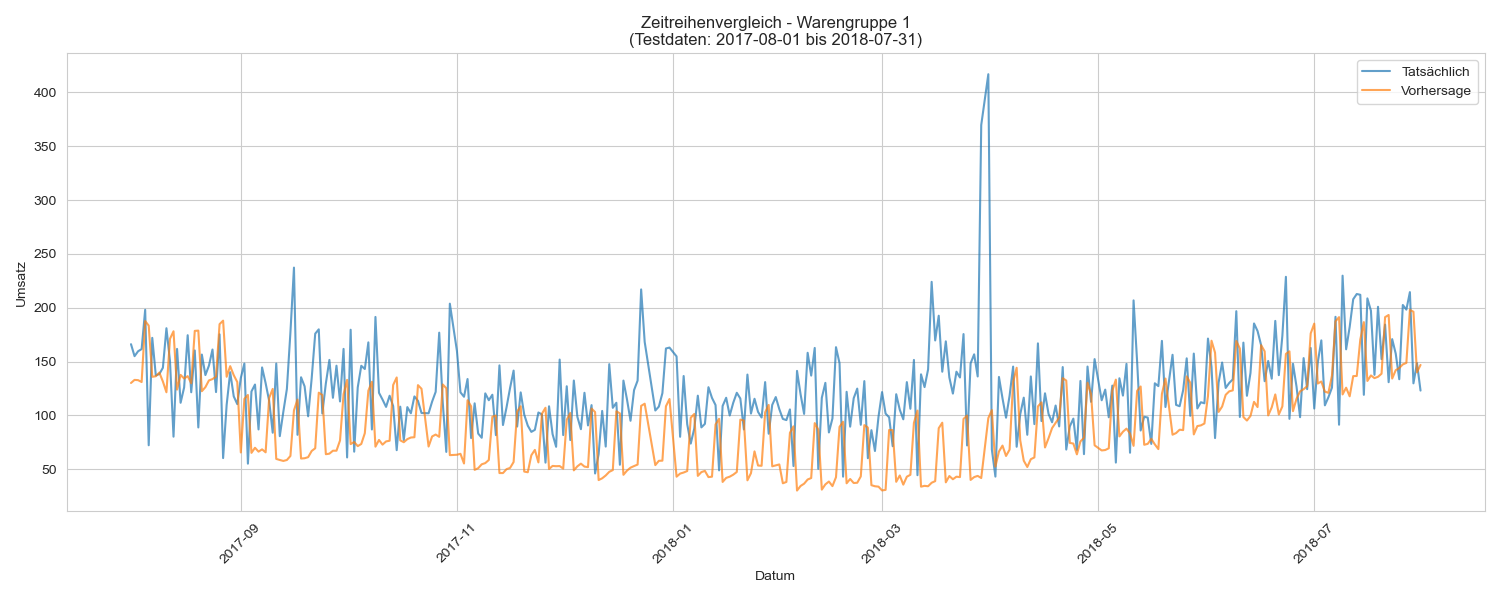 Zeitreihenvergleich - Warengruppe 1
(Testdaten: 2017-08-01 bis 2018-07-31)
Tatsächlich
Vorhersage
Umsatz
400
350
300
250
200
150
100
50
2017-09
2017-11
2018-01
2018-03
2018-05
2018-07
Datum